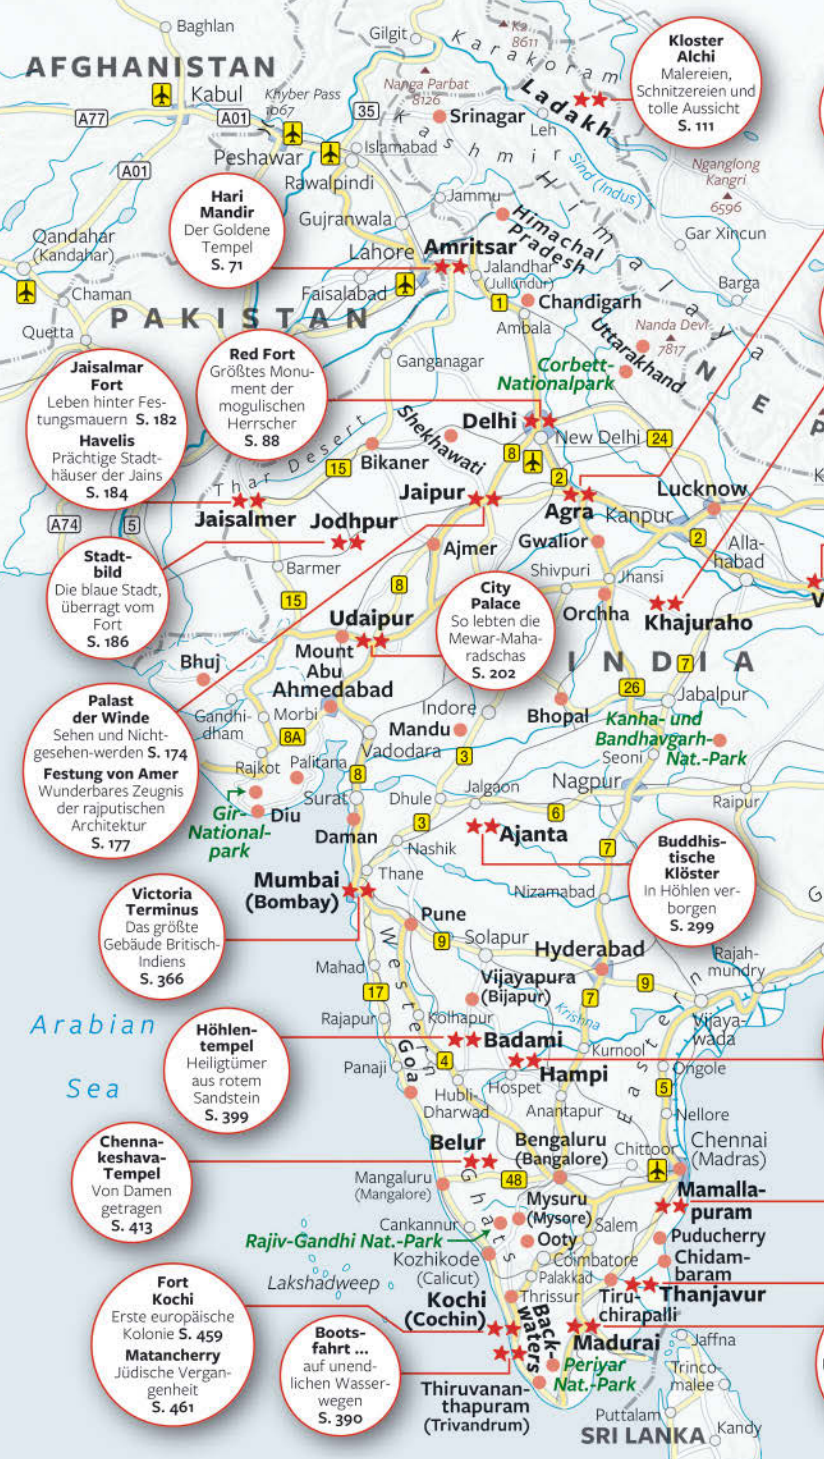 Baghlan
AFGHANISTAN
Kabul
A77
A01
A01
Khyber Pass
1067
35
Gilgit
Karakoram
K2
8611
Nanga Parbat
8126
Srinagar
Ladakh
Leh
Kashmir
Sind (Indus)
Himalaya
Kloster
Alchi
Malereien,
Schnitzereien und
tolle Aussicht
S. 111
Nganglong
Kangri
6596
Peshawar
Islamabad
Rawalpindi
Hari
Mandir
Der Goldene
Tempel
S. 71
Jammu
Gujranwala
Himachal
Pradesh
Gar Xincun
Qandahar
(Kandahar)
Lahore
Amritsar
Jalandhar
(Jullundur)
Barga
Chaman
Faisalabad
1
Chandigarh
PAKISTAN
Ambala
Nanda Devi
7817
Quetta
Uttarakhand
NEP
Jaisalmar
Fort
Leben hinter Fes-
tungsmauern S. 182
Havelis
Prächtige Stadt-
häuser der Jains
S. 184
Red Fort
Größtes Monu-
ment der
mogulischen
Herrscher
S. 88
Ganganagar
Corbett-
Nationalpark
Shekhawati
Delhi
New Delhi
24
8
Thar Desert
15
Bikaner
2
Jaipur
Agra
Kanpur
Lucknow
Jaisalmer
Jodhpur
A74
5
Ajmer
Gwalior
2
Alla-
habad
Stadt-
bild
Die blaue Stadt,
überragt vom
Fort
S. 186
Barmer
15
8
City
Palace
So lebten die
Mewar-Maha-
radschas
S. 202
Shivpuri
Jhansi
V
Orchha
Khajuraho
Udaipur
Mount
Abu
INDIA
7
Bhuj
Ahmedabad
26
Jabalpur
Palast
der Winde
Sehen und Nicht-
gesehen-werden S. 174
Festung von Amer
Wunderbares Zeugnis
der rajputischen
Architektur
S. 177
Gandhi-
dham
Morbi
8A
Indore
Mandu
Bhopal
Kanha- und
Bandhavgarh-
Nat.-Park
Vadodara
3
Seoni
Rajkot
Palitana
8
Surat
Dhule
Jalgaon
Nagpur
Raipur
Gir-
National-
park
Diu
Daman
3
6
Ajanta
Nashik
7
Buddhis-
tische
Klöster
In Höhlen ver-
borgen
S. 299
Thane
Mumbai
(Bombay)
Nizamabad
Victoria
Terminus
Das größte
Gebäude Britisch-
Indiens
S. 366
Pune
9
Solapur
Hyderabad
Rajah-
mundry
Mahad
Vijayapura
(Bijapur)
9
7
17
Western
Ghats
Eastern
G
Krishna
Arabian
Sea
Rajapur
Kolhapur
Vijaya-
wada
Höhlen-
tempel
Heiligtümer
aus rotem
Sandstein
S. 399
Badami
Kurnool
Panaji
Goa
4
Hampi
Ongole
Hospet
5
Hubli-
Dharwad
Anantapur
Nellore
Chenna-
keshava-
Tempel
Von Damen
getragen
S. 413
Belur
Bengaluru
(Bangalore)
Chittoor
Chennai
(Madras)
48
Mangaluru
(Mangalore)
Mysuru
(Mysore)
Mamalla-
puram
Cankannur
Salem
Rajiv-Gandhi Nat.-Park
Ooty
Puducherry
Kozhikode
(Calicut)
Coimbatore
Chidam-
baram
Lakshadweep
Palakkad
Fort
Kochi
Erste europäische
Kolonie S. 459
Matancherry
Jüdische Vergan-
genheit
S. 461
Kochi
(Cochin)
Thrissur
Tiru-
chirapalli
Thanjavur
Boots-
fahrt ...
auf unend-
lichen Wasser-
wegen
S. 390
Back-
waters
Madurai
Jaffna
Periyar
Nat.-Park
Trinco-
malee
Thiruvanan-
thapuram
(Trivandrum)
Puttalam
SRI LANKA
Kandy